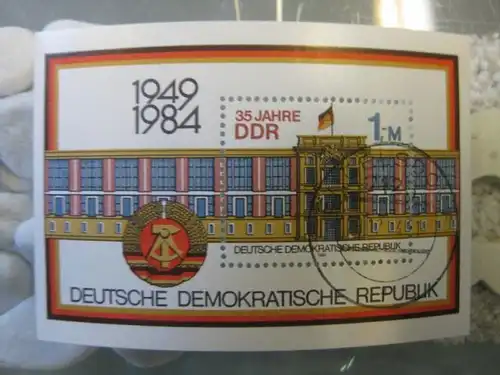 1949
1984
35 JAHRE
DDR
1,-M
DEUTSCHE DEMOKRATISCHE REPUBLIK
DEUTSCHE DEMOKRATISCHE REPUBLIK